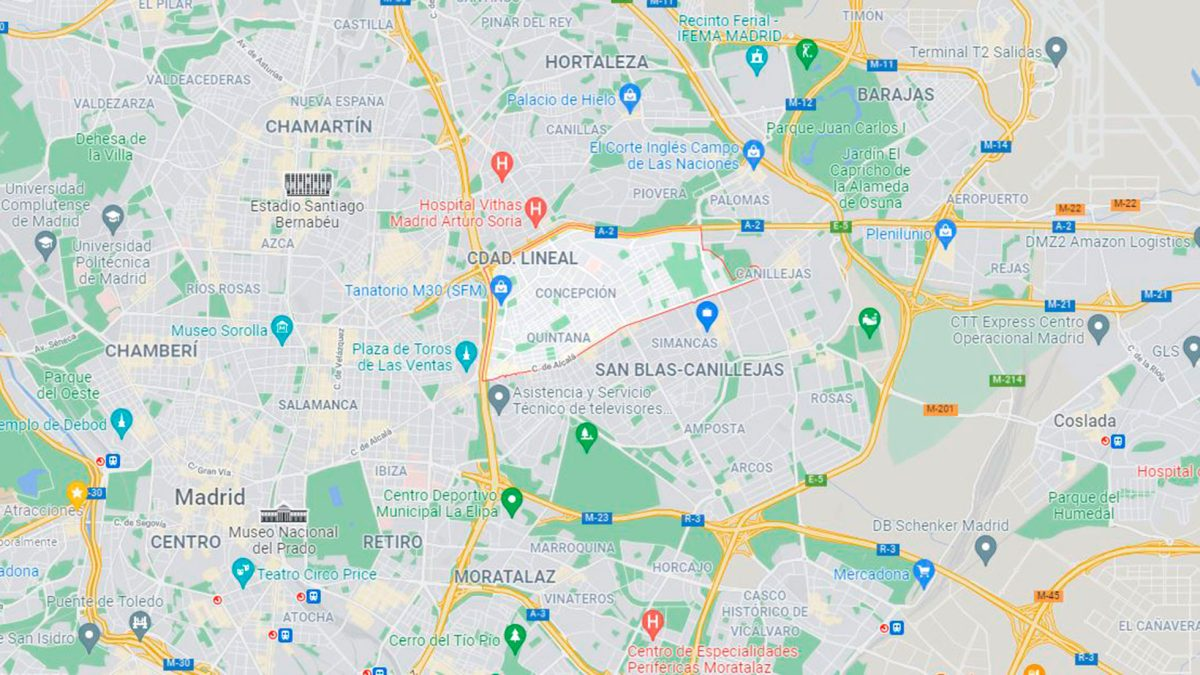 EL PILAR
CASTILLA
PINAR DEL REY
M-11
TIMÓN
Recinto Ferial -
IFEMA MADRID
Terminal T2 Salidas
Av. de Asturias
VALDEACEDERAS
HORTALEZA
M-11
BARAJAS
VALDEZARZA
NUEVA ESPAÑA
Palacio de Hielo
M-12
CHAMARTÍN
CANILLAS
Parque Juan Carlos I
Dehesa de
la Villa
El Corte Inglés Campo
de Las Naciones
M-14
Jardín El
Capricho de
la Alameda
de Osuna
Universidad
Complutense
de Madrid
Estadio Santiago
Bernabéu
Hospital Vithas
Madrid Arturo Soria
PIOVERA
PALOMAS
AEROPUERTO
M-22
M-22
AZCA
A-2
A-2
E-5
A-2
Plenilunio
DMZ2 Amazon Logistics
Universidad
Politécnica
de Madrid
CDAD. LINEAL
CANILLEJAS
REJAS
RÍOS ROSAS
Tanatorio M30 (SFM)
CONCEPCIÓN
M-21
M-21
Museo Sorolla
QUINTANA
SIMANCAS
CTT Express Centro
Operacional Madrid
GLS
Av. Séneca
CHAMBERÍ
C. de Velázquez
Plaza de Toros
de Las Ventas
C. de Alcalá
SAN BLAS-CANILLEJAS
C. de la Rioja
Parque
del Oeste
M-214
Asistencia y Servicio
Técnico de televisores...
SALAMANCA
ROSAS
M-201
Coslada
emplo de Debod
C. de Alcalá
AMPOSTA
C. Gran Vía
IBIZA
ARCOS
Hospital
E-5
Madrid
Centro Deportivo
Municipal La Elipa
-30
Atracciones
Parque del
Humedal
C. de Segovia
Museo Nacional
del Prado
M-23
R-3
DB Schenker Madrid
CENTRO
RETIRO
MARROQUINA
R-3
poralmente
adona
Teatro Circo Price
MORATALAZ
HORCAJO
Mercadona
Puente de Toledo
VINATEROS
CASCO
HISTÓRICO DE
VICÁLVARO
M-45
ATOCHA
A-3
EL CAÑAVERA
e San Isidro
Cerro del Tío Pío
Centro de Especialidades
Periféricas Moratalaz
M-30
R-3